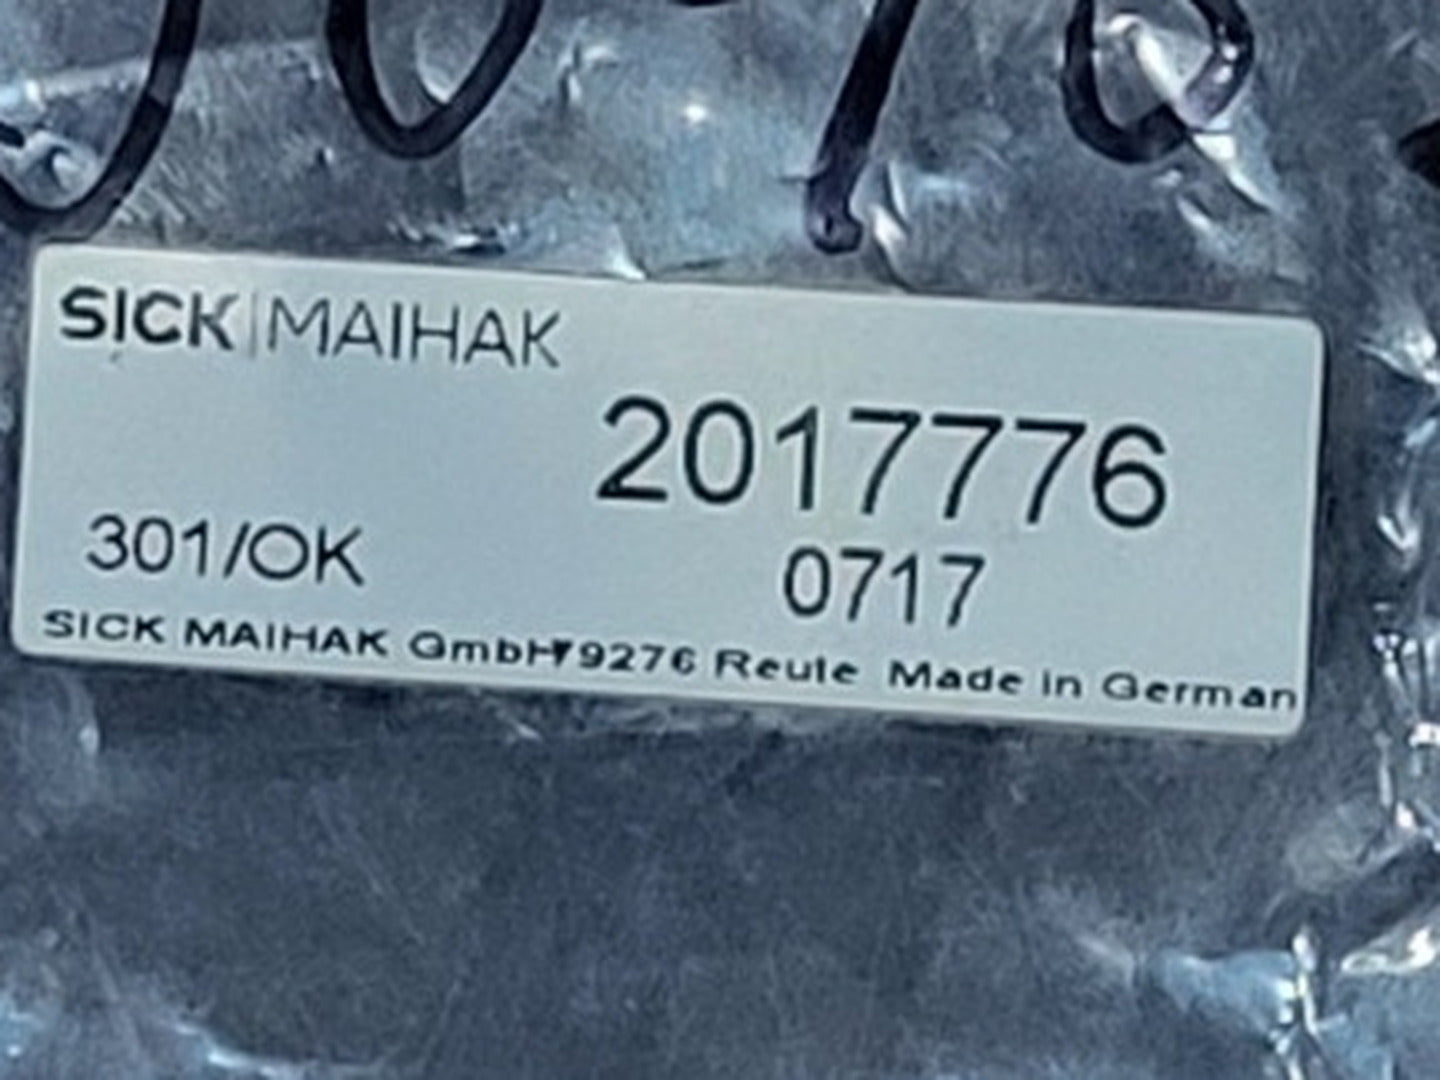 SICK|MAIHAK
2017776
301/OK
0717
SICK MAIHAK GmbH 79276 Reute Made in German